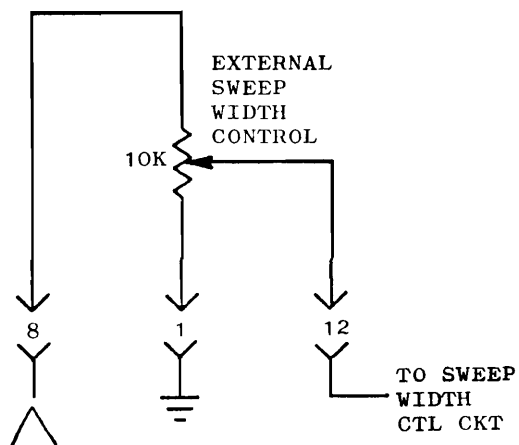 EXTERNAL
SWEEP
WIDTH
CONTROL
10K
8
1
12
TO SWEEP
WIDTH
CTL CKT